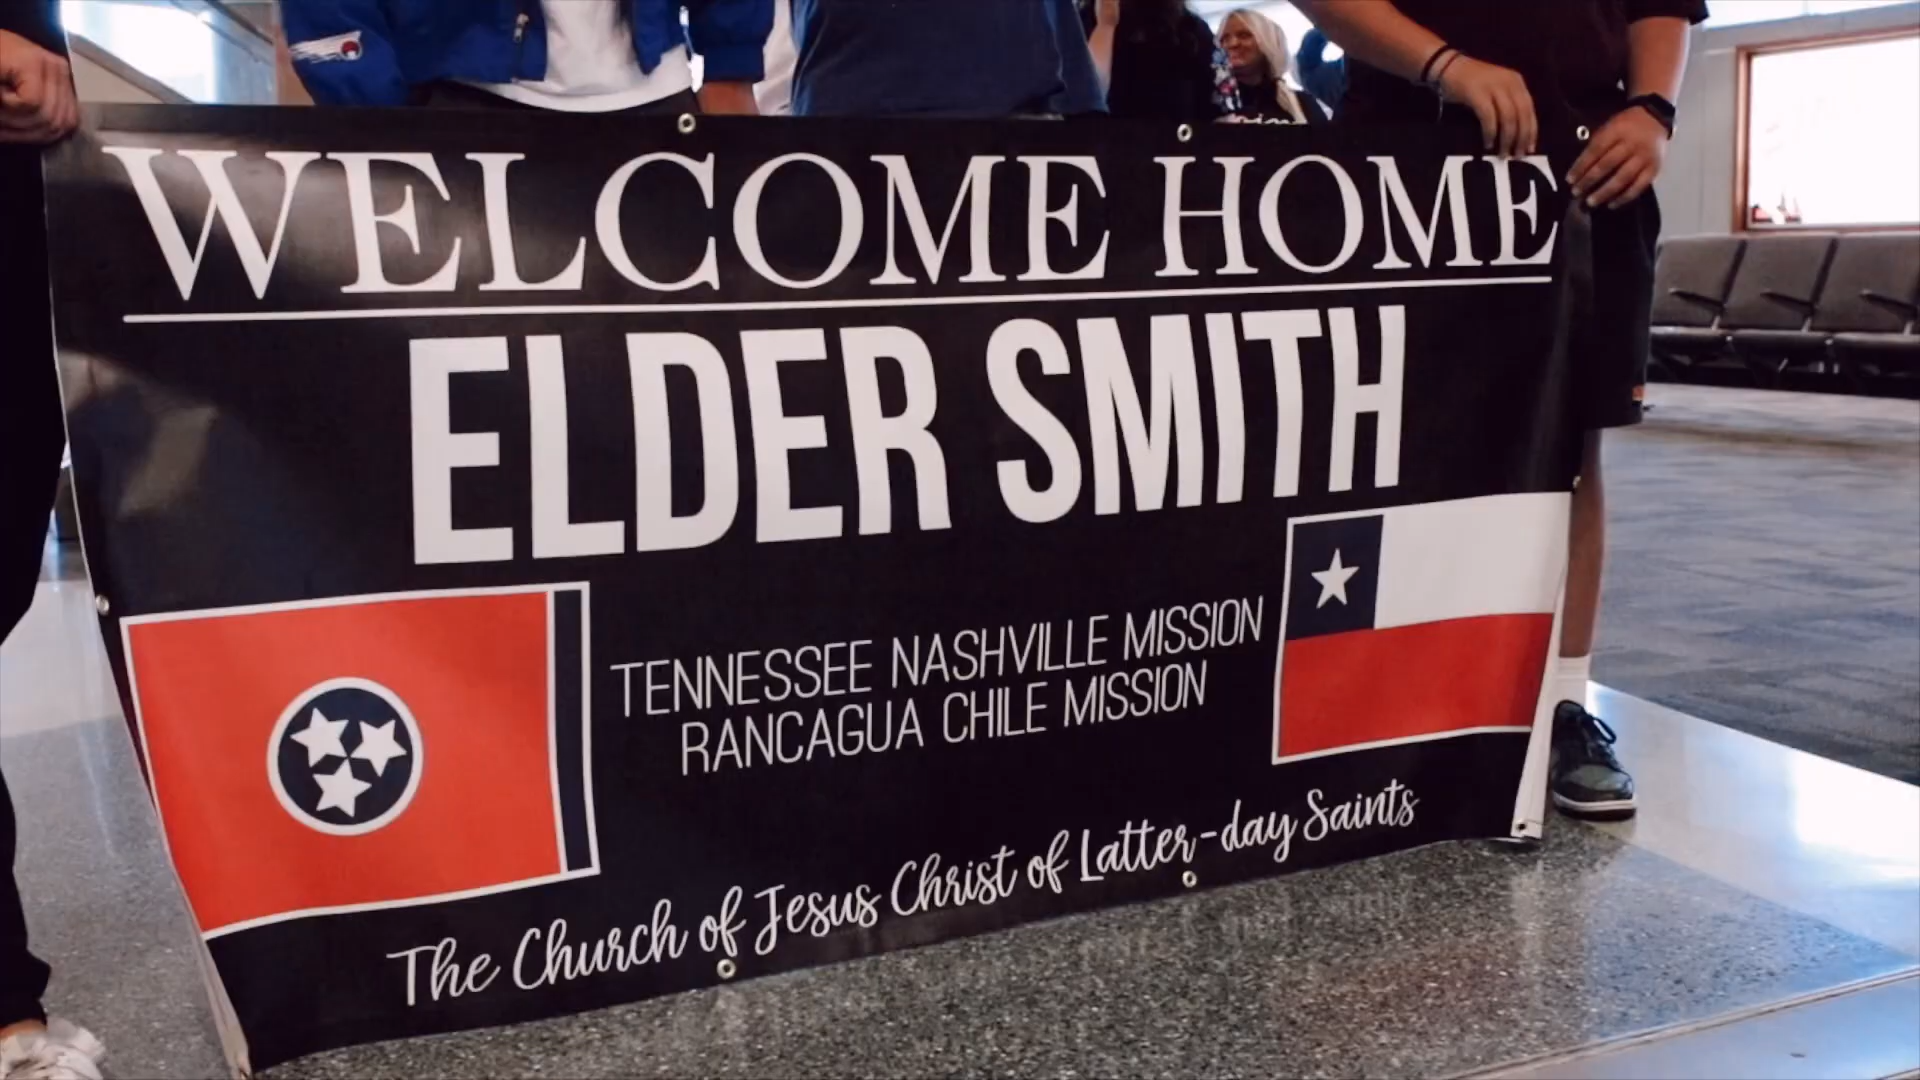 WELCOME HOME
ELDER SMITH
TENNESSEE NASHVILLE MISSION
RANCAGUA CHILE MISSION
The Church of Jesus Christ of Latter-day Saints